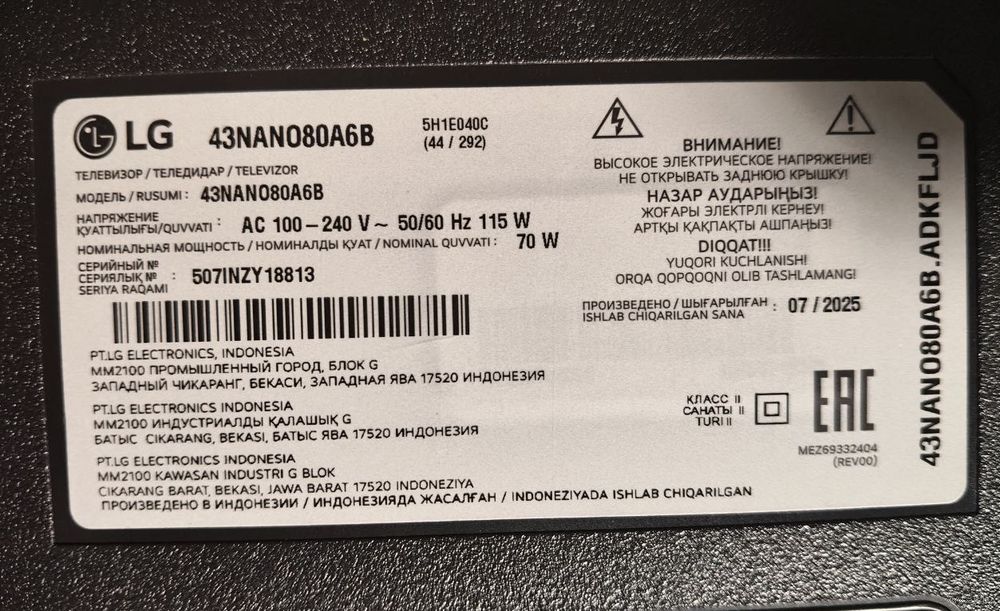 LG 43NANO80A6B
5H1E040C
(44 / 292)
ТЕЛЕВИЗОР / ТЕЛЕДИДАР / TELEVIZOR
МОДЕЛЬ / RUSUMI : 43NANO80A6B
НАПРЯЖЕНИЕ
ҚУАТТЫЛЫҒЫ/QUVVATI : AC 100 – 240 V ~ 50/60 Hz 115 W
НОМИНАЛЬНАЯ МОЩНОСТЬ / НОМИНАЛДЫ ҚУАТ / NOMINAL QUVVATI : 70 W
СЕРИЙНЫЙ №
СЕРИЯЛЫҚ № : 507INZY18813
SERIYA RAQAMI
PT.LG ELECTRONICS, INDONESIA
MM2100 ПРОМЫШЛЕННЫЙ ГОРОД, БЛОК G
ЗАПАДНЫЙ ЧИКАРАНГ, БЕКАСИ, ЗАПАДНАЯ ЯВА 17520 ИНДОНЕЗИЯ
PT.LG ELECTRONICS INDONESIA
MM2100 ИНДУСТРИАЛДЫ ҚАЛАШЫҚ G
БАТЫС CIKARANG, BEKASI, БАТЫС ЯВА 17520 ИНДОНЕЗИЯ
PT.LG ELECTRONICS INDONESIA
MM2100 KAWASAN INDUSTRI G BLOK
CIKARANG BARAT, BEKASI, JAWA BARAT 17520 INDONEZIYA
ПРОИЗВЕДЕНО В ИНДОНЕЗИИ / ИНДОНЕЗИЯДА ЖАСАЛҒАН / INDONEZIYADA ISHLAB CHIQARILGAN
ВНИМАНИЕ!
ВЫСОКОЕ ЭЛЕКТРИЧЕСКОЕ НАПРЯЖЕНИЕ!
НЕ ОТКРЫВАТЬ ЗАДНЮЮ КРЫШКУ!
НАЗАР АУДАРЫҢЫЗ!
ЖОҒАРЫ ЭЛЕКТРЛІ КЕРНЕУ!
АРТҚЫ ҚАҚПАҚТЫ АШПАҢЫЗ!
DIQQAT!!!
YUQORI KUCHLANISH!
ORQA QOPQOQNI OLIB TASHLAMANG!
ПРОИЗВЕДЕНО / ШЫҒАРЫЛҒАН : 07 / 2025
ISHLAB CHIQARILGAN SANA
КЛАСС II
САНАТЫ II
TURI II
EAC
MEZ69332404
(REV00)
43NANO80A6B.ADKFLJD